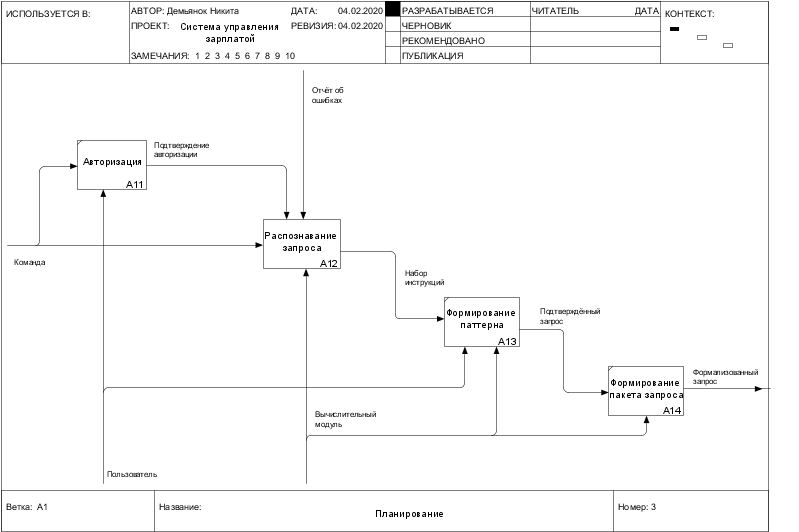 ИСПОЛЬЗУЕТСЯ В:
АВТОР: Демьянок Никита
ДАТА: 04.02.2020
ПРОЕКТ: Система управления
зарплатой
РЕВИЗИЯ: 04.02.2020
ЗАМЕЧАНИЯ: 1 2 3 4 5 6 7 8 9 10
РАЗРАБАТЫВАЕТСЯ
ЧЕРНОВИК
РЕКОМЕНДОВАНО
ПУБЛИКАЦИЯ
ЧИТАТЕЛЬ ДАТА
КОНТЕКСТ:
Отчёт об
ошибках
Подтверждение
авторизации
Авторизация
A11
Распознавание
запроса
A12
Команда
Набор
инструкций
Формирование
паттерна
A13
Подтверждённый
запрос
Формирование
пакета запроса
A14
Формализованный
запрос
Вычислительный
модуль
Пользователь
Ветка: A1
Название:
Планирование
Номер: 3